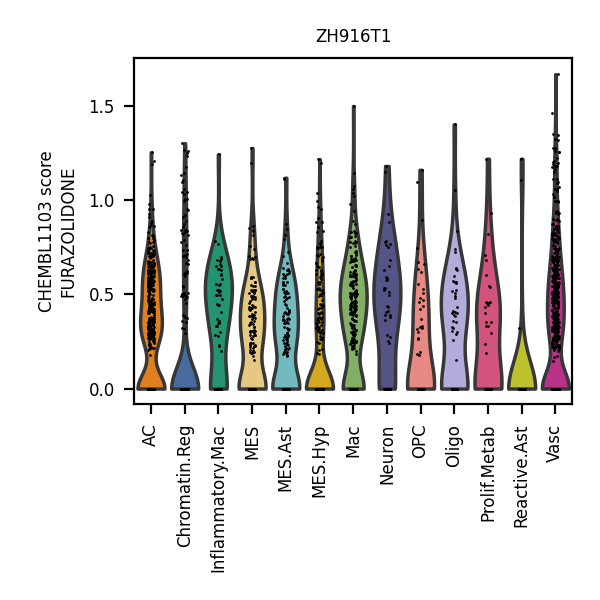 ZH916T1
CHEMBL1103 score
FURAZOLIDONE
1.5
1.0
0.5
0.0
AC
Chromatin.Reg
Inflammatory.Mac
MES
MES.Ast
MES.Hyp
Mac
Neuron
OPC
Oligo
Prolif.Metab
Reactive.Ast
Vasc